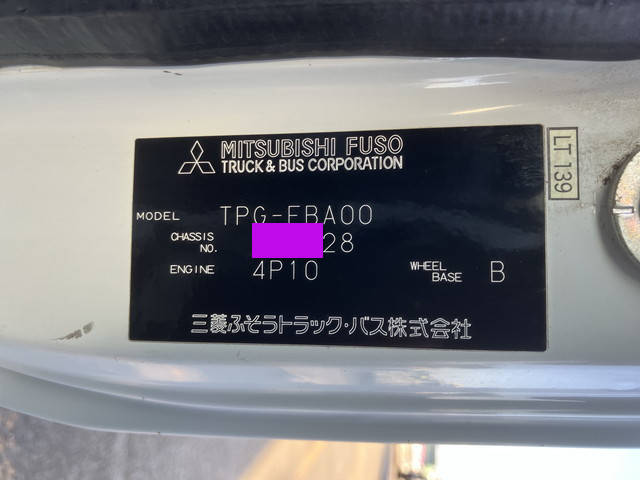 MITSUBISHI FUSO
TRUCK & BUS CORPORATION
MODEL TPG-FBA00
CHASSIS NO. 28
ENGINE 4P10 WHEEL BASE B
三菱ふそうトラック・バス株式会社
LT 139